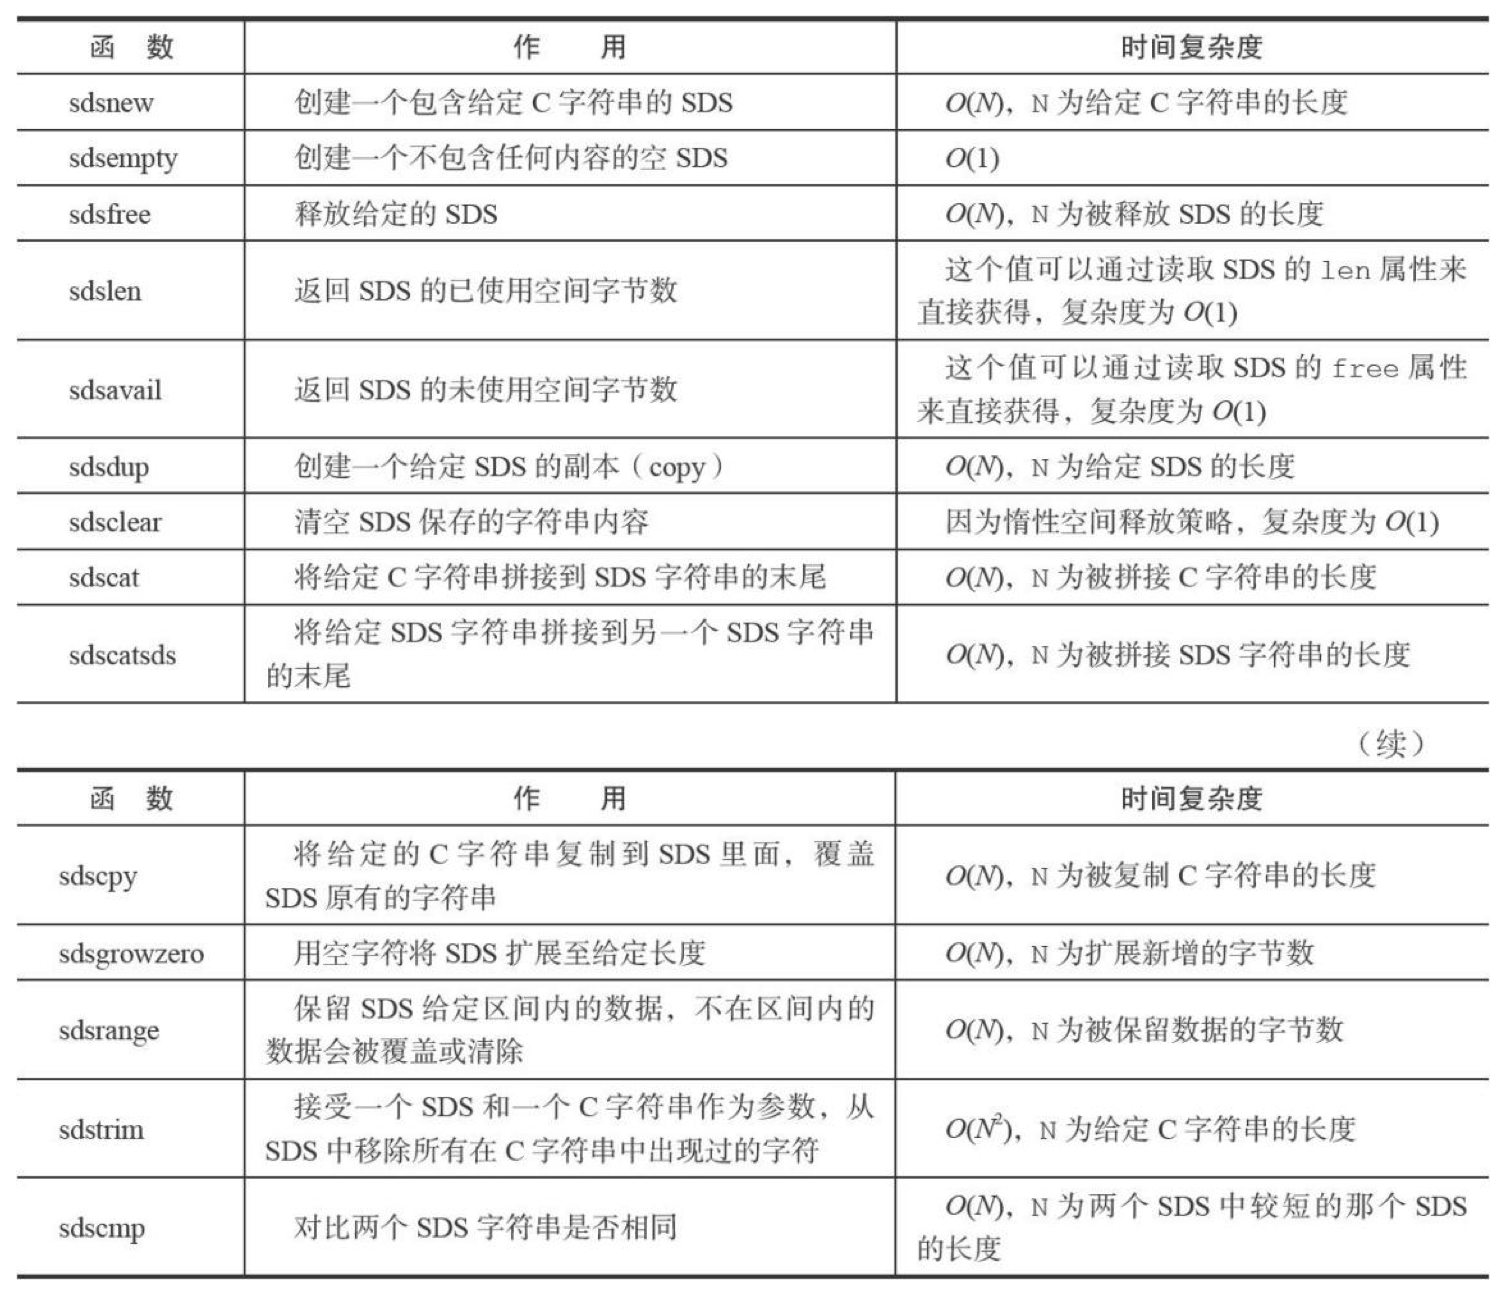 函 数 作 用 时间复杂度
sdsnew 创建一个包含给定 C 字符串的 SDS O(N)，N 为给定 C 字符串的长度
sdsempty 创建一个不包含任何内容的空 SDS O(1)
sdsfree 释放给定的 SDS O(N)，N 为被释放 SDS 的长度
sdslen 返回 SDS 的已使用空间字节数 这个值可以通过读取 SDS 的 len 属性来
直接获得，复杂度为 O(1)
sdsavail 返回 SDS 的未使用空间字节数 这个值可以通过读取 SDS 的 free 属性
来直接获得，复杂度为 O(1)
sdsdup 创建一个给定 SDS 的副本（copy） O(N)，N 为给定 SDS 的长度
sdsclear 清空 SDS 保存的字符串内容 因为惰性空间释放策略，复杂度为 O(1)
sdscat 将给定 C 字符串拼接到 SDS 字符串的末尾 O(N)，N 为被拼接 C 字符串的长度
sdscatsds 将给定 SDS 字符串拼接到另一个 SDS 字符串
的末尾 O(N)，N 为被拼接 SDS 字符串的长度
（续）
函 数 作 用 时间复杂度
sdscpy 将给定的 C 字符串复制到 SDS 里面，覆盖
SDS 原有的字符串 O(N)，N 为被复制 C 字符串的长度
sdsgrowzero 用空字符将 SDS 扩展至给定长度 O(N)，N 为扩展新增的字节数
sdsrange 保留 SDS 给定区间内的数据，不在区间内的
数据会被覆盖或清除 O(N)，N 为被保留数据的字节数
sdstrim 接受一个 SDS 和一个 C 字符串作为参数，从
SDS 中移除所有在 C 字符串中出现过的字符 O(N²)，N 为给定 C 字符串的长度
sdscmp 对比两个 SDS 字符串是否相同 O(N)，N 为两个 SDS 中较短的那个 SDS
的长度